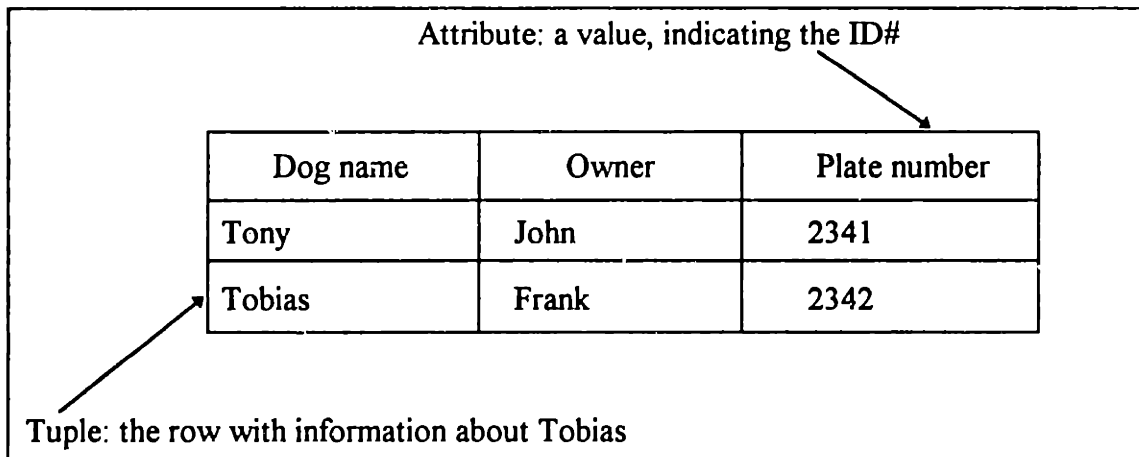 Attribute: a value, indicating the ID#
Dog name Owner Plate number
Tony John 2341
Tobias Frank 2342
Tuple: the row with information about Tobias